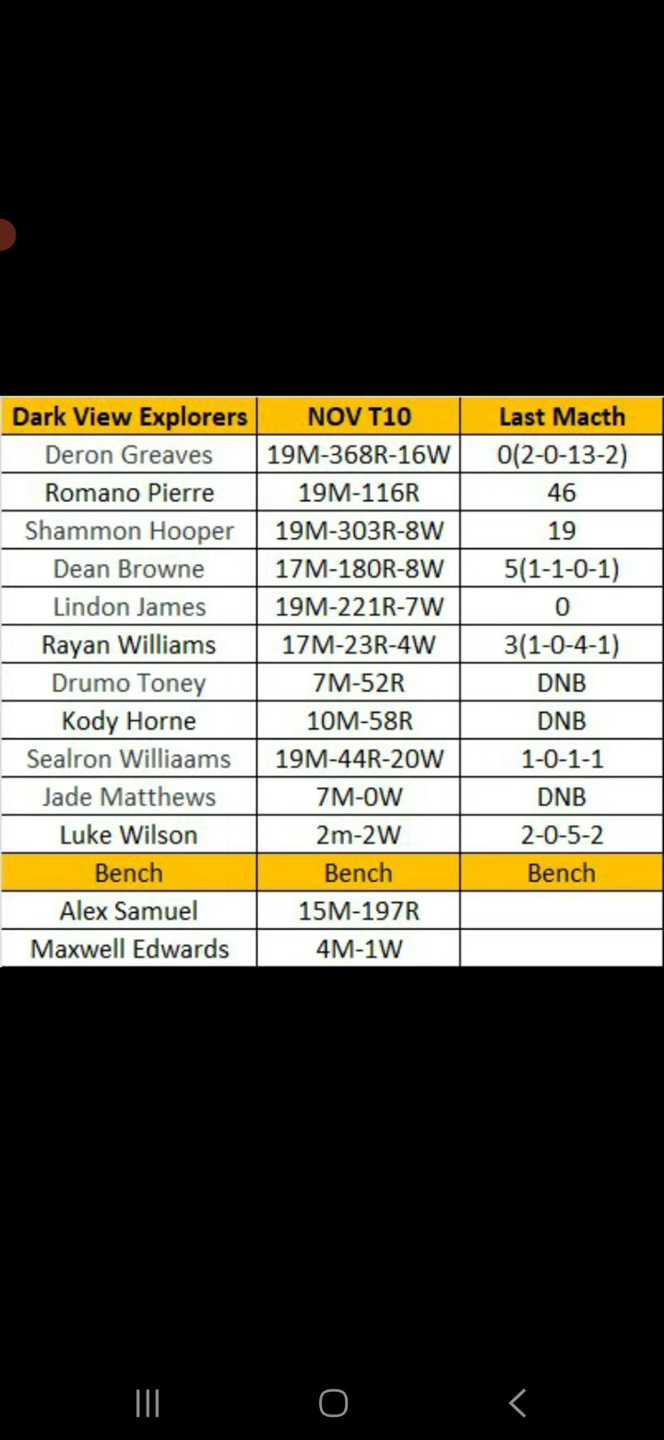 Dark View Explorers NOV T10 Last Macth
Deron Greaves 19M-368R-16W 0(2-0-13-2)
Romano Pierre 19M-116R 46
Shammon Hooper 19M-303R-8W 19
Dean Browne 17M-180R-8W 5(1-1-0-1)
Lindon James 19M-221R-7W 0
Rayan Williams 17M-23R-4W 3(1-0-4-1)
Drumo Toney 7M-52R DNB
Kody Horne 10M-58R DNB
Sealron Williaams 19M-44R-20W 1-0-1-1
Jade Matthews 7M-0W DNB
Luke Wilson 2m-2W 2-0-5-2
Bench Bench Bench
Alex Samuel 15M-197R
Maxwell Edwards 4M-1W